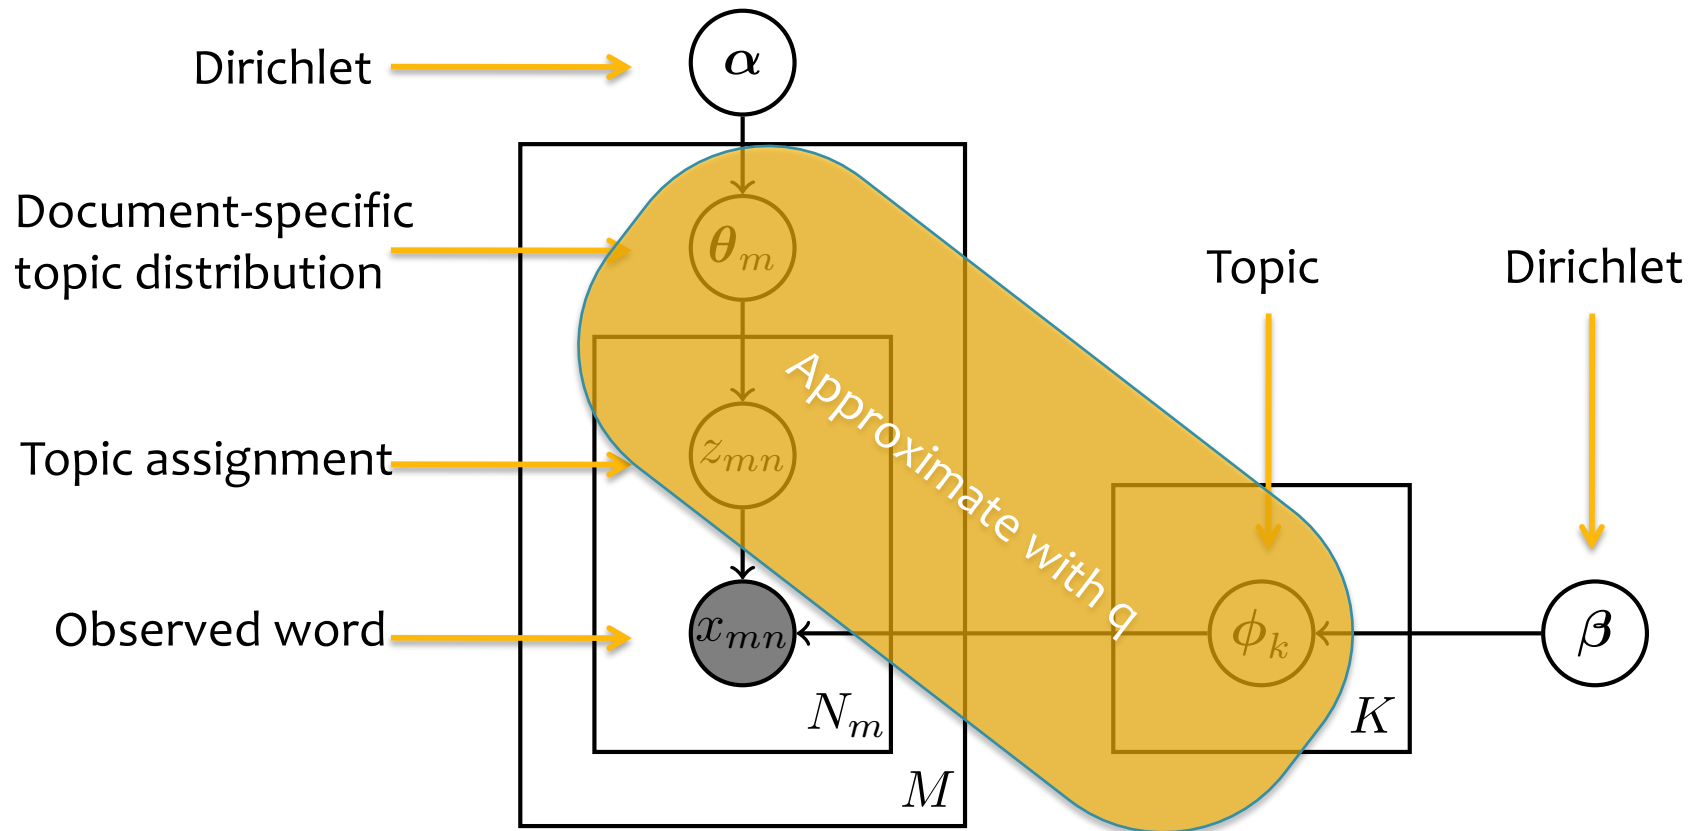 Dirichlet
α
Document-specific
topic distribution
θm
Topic
Dirichlet
Approximate with q
Topic assignment
zmn
Observed word
xmn
ϕk
β
Nm
K
M